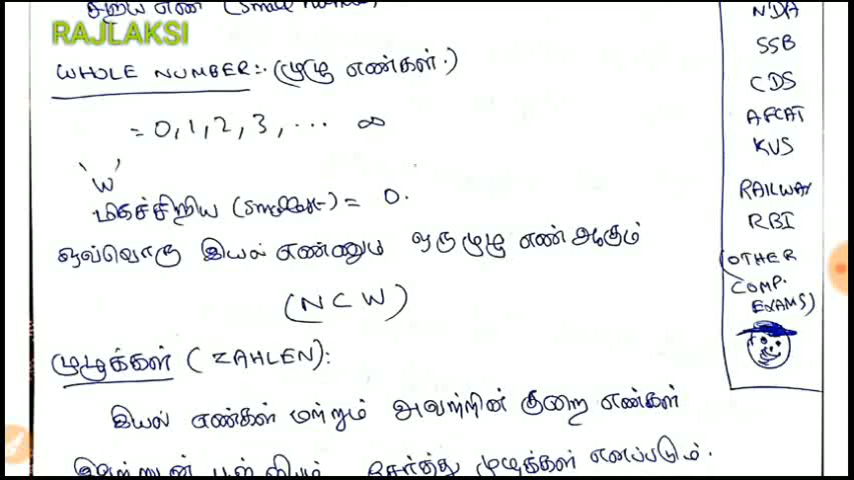 சிறிய எண்
RAJLAKSI
WHOLE NUMBER:. (முழு எண்கள்.)
= 0, 1, 2, 3, ... ∞
'W'
மிகச்சிறிய (smallest) = 0.
ஒவ்வொரு இயல் எண்ணும் ஒரு முழு எண் ஆகும்
(N C W)
முழுக்கள் (ZAHLEN):
இயல் எண்கள் மற்றும் அவற்றின் குறை எண்கள்
சேர்த்து முழுக்கள் எனப்படும்.
NDA
SSB
CDS
AFCAT
KVS
RAILWAY
RBI
(OTHER
COMP.
EXAMS)